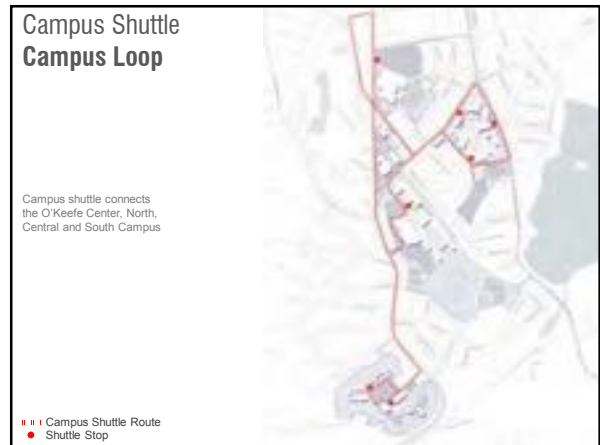 Campus Shuttle
Campus Loop
Campus shuttle connects
the O'Keefe Center, North,
Central and South Campus
Campus Shuttle Route
Shuttle Stop